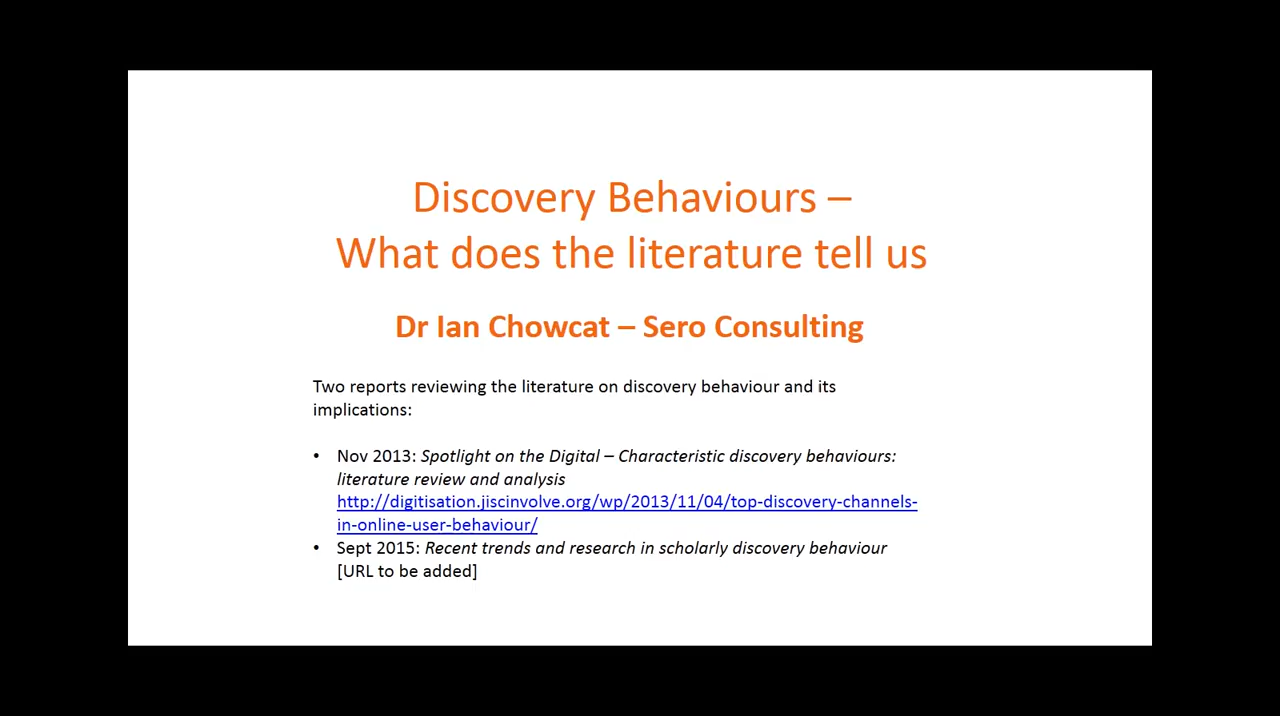 Discovery Behaviours –
What does the literature tell us
Dr Ian Chowcat – Sero Consulting
Two reports reviewing the literature on discovery behaviour and its
implications:
• Nov 2013: Spotlight on the Digital – Characteristic discovery behaviours:
literature review and analysis
http://digitisation.jiscinvolve.org/wp/2013/11/04/top-discovery-channels-
in-online-user-behaviour/
• Sept 2015: Recent trends and research in scholarly discovery behaviour
[URL to be added]